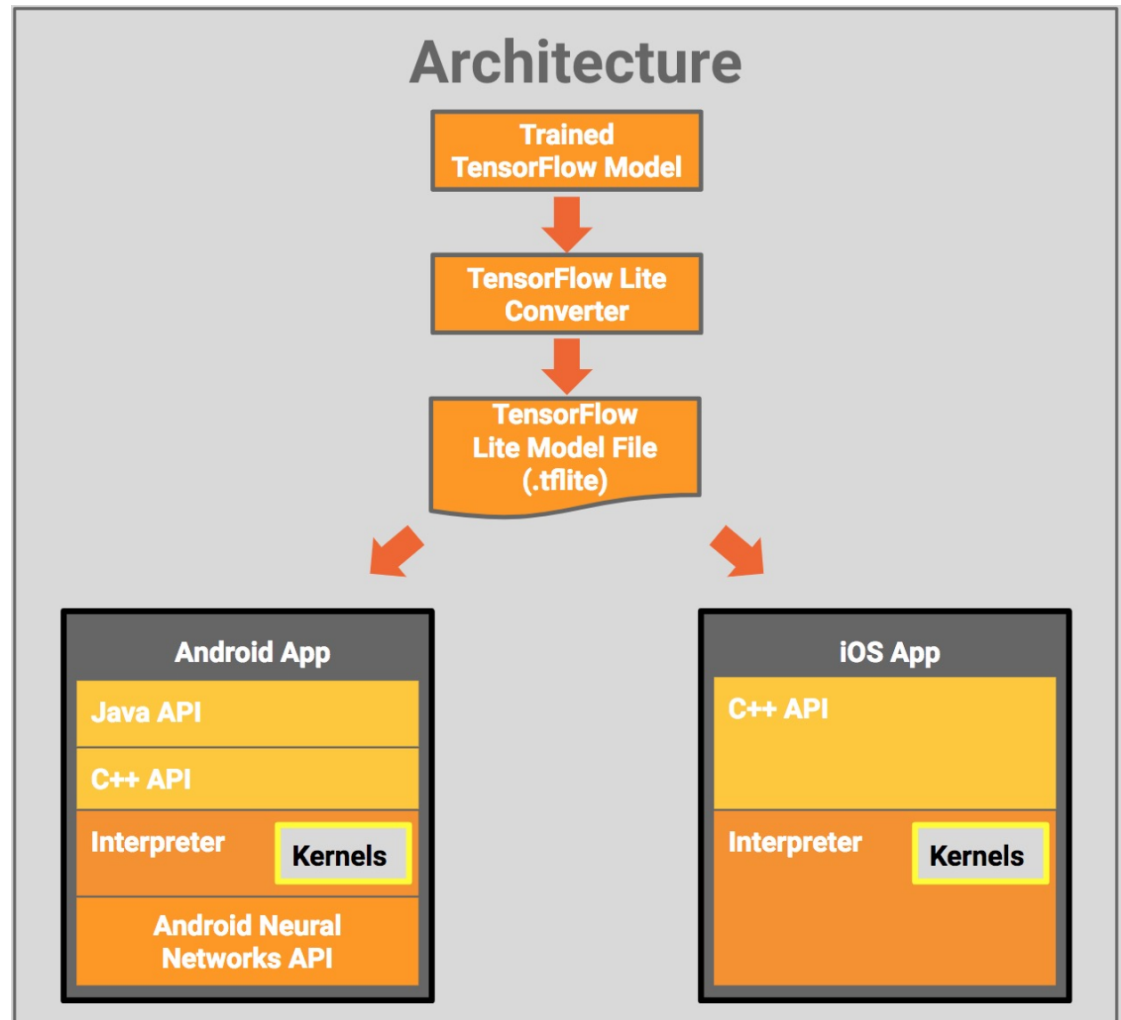 Architecture
Trained
TensorFlow Model
TensorFlow Lite
Converter
TensorFlow
Lite Model File
(.tflite)
Android App
Java API
C++ API
Interpreter
Kernels
Android Neural
Networks API
iOS App
C++ API
Interpreter
Kernels